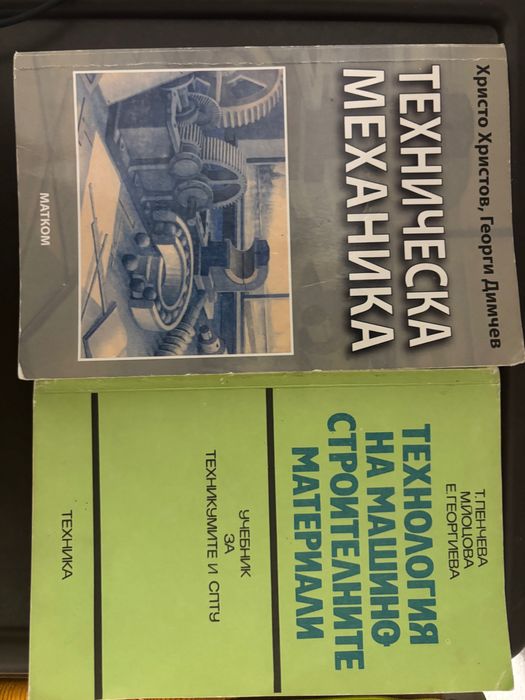 Христо Христов, Георги Димчев
ТЕХНИЧЕСКА
МЕХАНИКА
МАТКОМ
Т. ПЕНЧЕВА
М. ЙОЦОВА
Е. ГЕОРГИЕВА
ТЕХНОЛОГИЯ
НА МАШИНО
СТРОИТЕЛНИТЕ
МАТЕРИАЛИ
УЧЕБНИК
ЗА
ТЕХНИКУМИТЕ И СПТУ
ТЕХНИКА